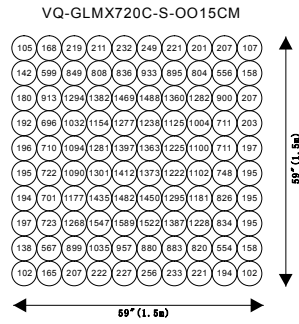 VQ-GLMX720C-S-OO15CM
105 168 219 211 232 249 221 201 207 107
142 599 849 808 836 933 895 804 556 158
180 913 1294 1382 1469 1488 1360 1282 900 207
192 696 1032 1154 1277 1238 1125 1004 711 203
196 710 1094 1281 1397 1363 1225 1100 711 197
195 722 1090 1301 1412 1373 1222 1102 748 195
194 701 1177 1435 1482 1450 1295 1181 826 195
197 723 1268 1547 1589 1522 1387 1228 834 195
138 567 899 1035 957 880 883 820 554 158
102 165 207 222 227 256 233 221 194 102
59"(1.5m)
59"(1.5m)